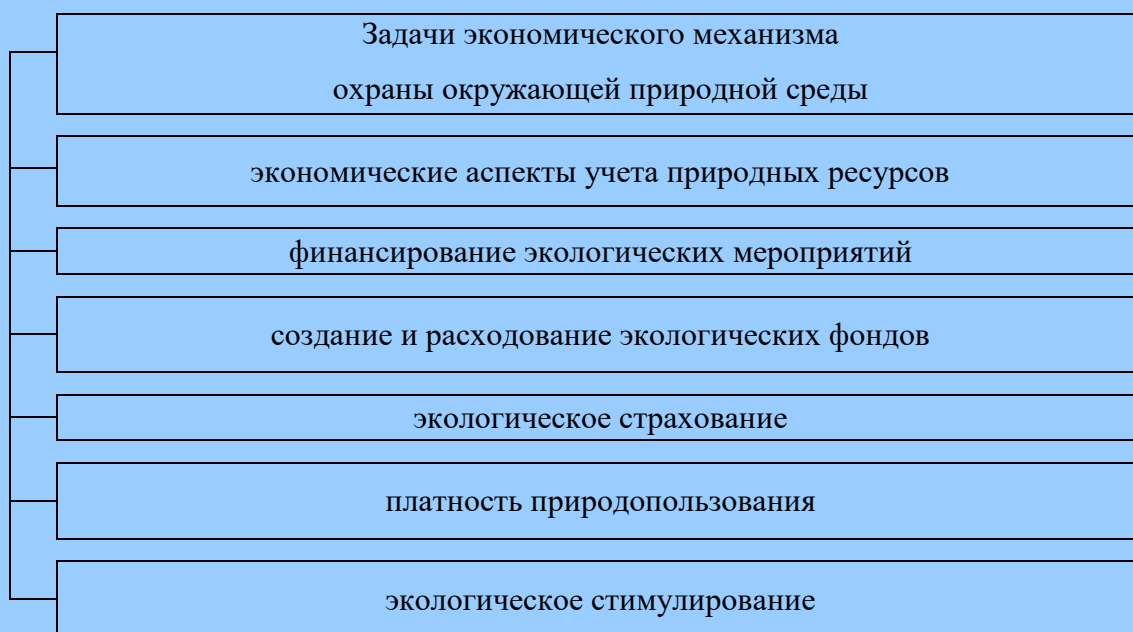 Задачи экономического механизма
охраны окружающей природной среды
экономические аспекты учета природных ресурсов
финансирование экологических мероприятий
создание и расходование экологических фондов
экологическое страхование
платность природопользования
экологическое стимулирование